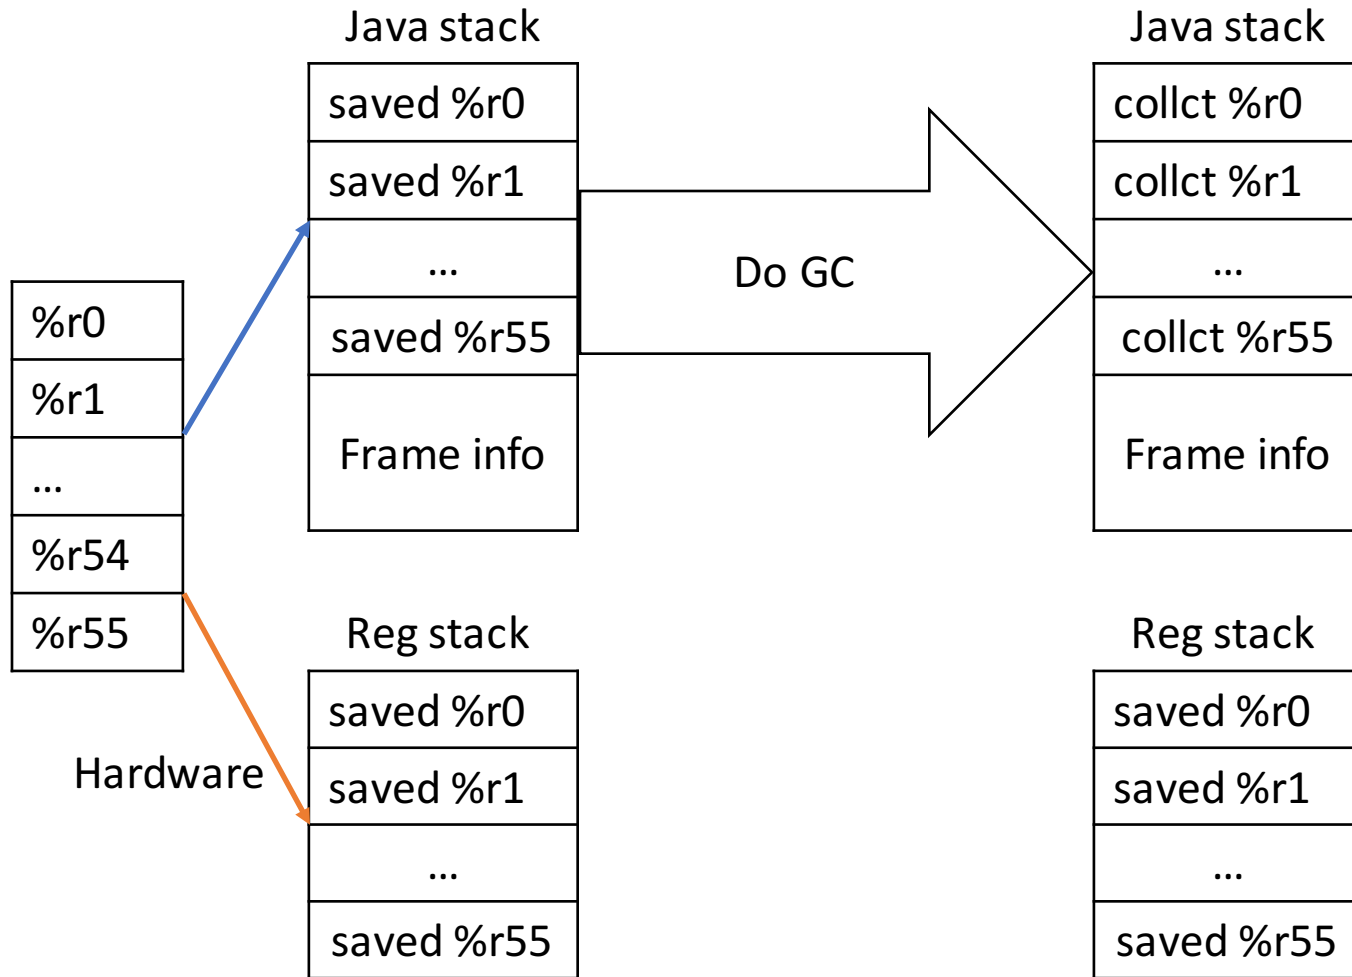 Java stack
saved %r0
saved %r1
...
saved %r55
Frame info
%r0
%r1
...
%r54
%r55
Hardware
Reg stack
saved %r0
saved %r1
...
saved %r55
Do GC
Java stack
collct %r0
collct %r1
...
collct %r55
Frame info
Reg stack
saved %r0
saved %r1
...
saved %r55